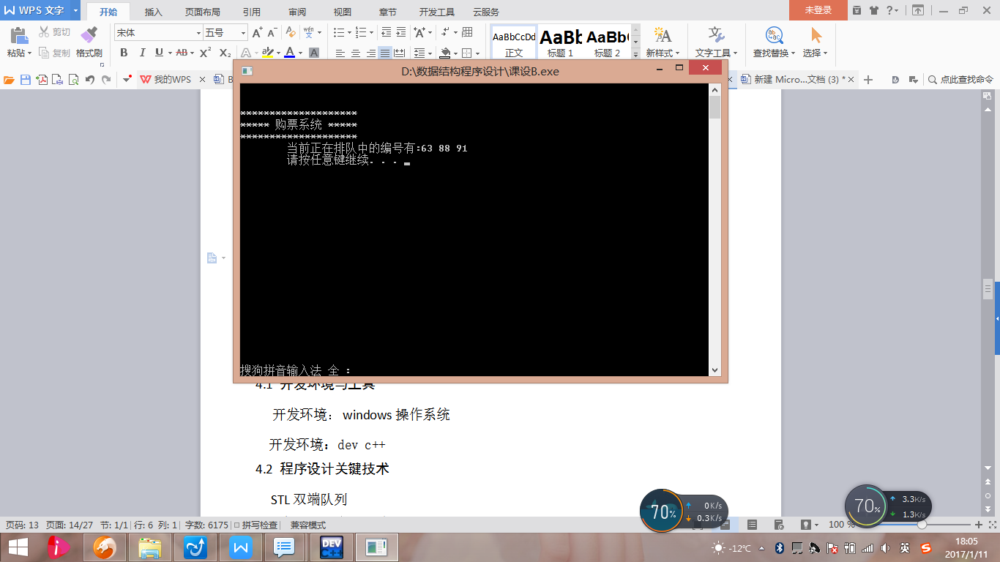 WPS 文字
开始 插入 页面布局 引用 审阅 视图 章节 开发工具 云服务 未登录
粘贴 剪切 复制 格式刷
宋体 五号
AaBbCcDd 正文
AaBb 标题 1
AaBb 标题 2
新样式 文字工具 查找替换 选择
我的WPS
新建 Micro...文档 (3) *
点此查找命令
D:\数据结构程序设计\课设B.exe
********************
***** 购票系统 *****
********************
当前正在排队中的编号有:63 88 91
请按任意键继续. . .
搜狗拼音输入法 全 :
4.1 开发环境与工具
开发环境: windows 操作系统
开发环境: dev c++
4.2 程序设计关键技术
STL 双端队列
70% 0K/s 0.3K/s
70% 3.3K/s 1.3K/s
页码: 13 页面: 14/27 节: 1/1 行: 6 列: 1 字数: 6175 拼写检查 兼容模式 100 %
DEV C++
-12℃ 英
18:05
2017/1/11